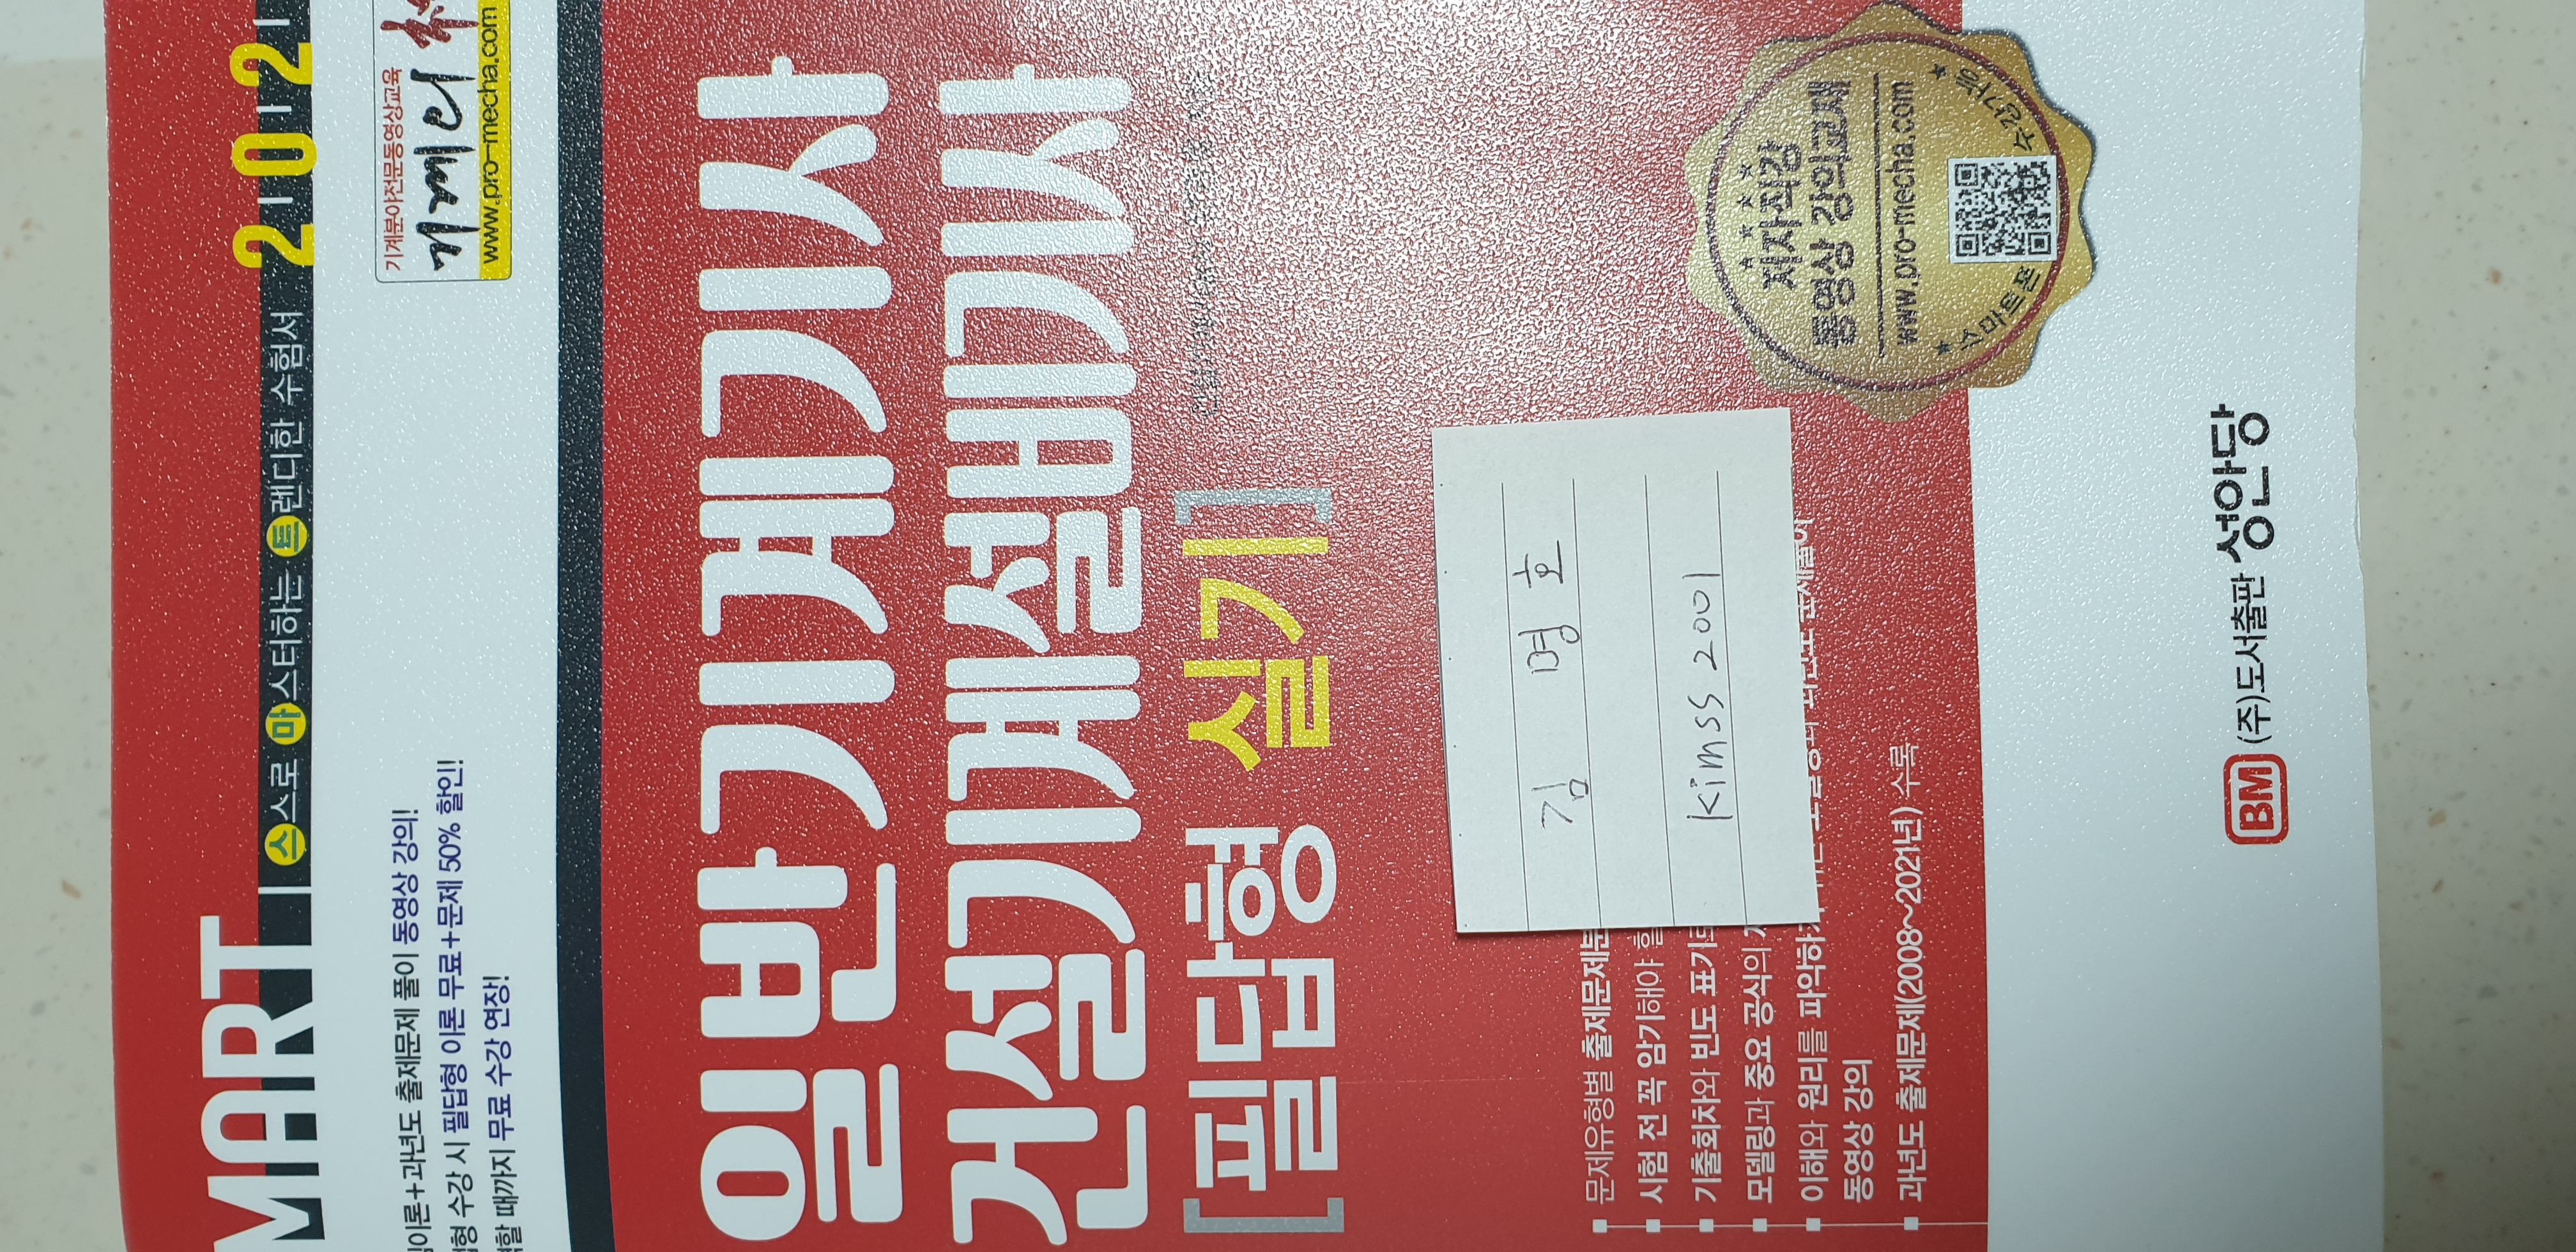 MART
2 0 2
스스로 마스터하는 트렌디한 수험서
기계분야전문동영상교육
www.pro-mecha.com
이론+과년도 출제문제 풀이 동영상 강의!
수강 시 필답형 이론 무료+문제 50% 할인!
때까지 무료 수강 연장!
일반기계기사
건설기계설비기사
[필답형 실기]
저자직강
동영상 강의교재
www.pro-mecha.com
스마트폰 수강가능
김 명 호
kimss 2001
문제유형별 출제문제분
시험 전 꼭 암기해야 할
기출회차와 빈도 표기
모델링과 중요 공식의
이해와 원리를 파악하
동영상 강의
과년도 출제문제(2008~2021년) 수록
BM (주)도서출판 성안당